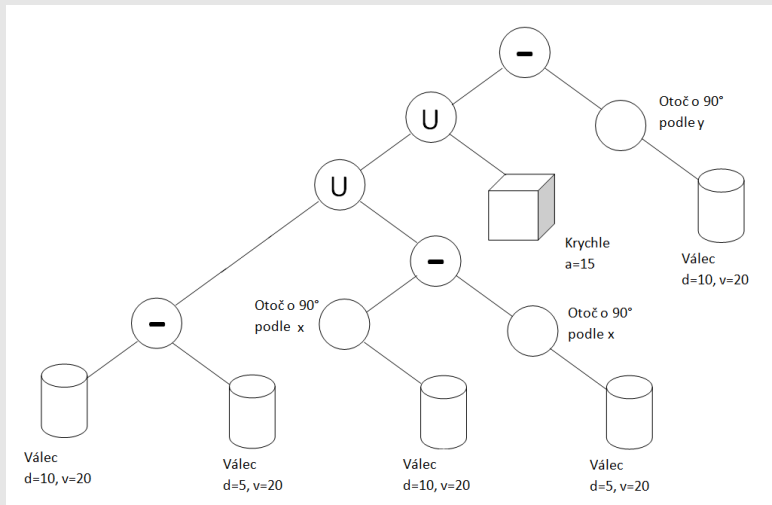 −
Otoč o 90°
podle y
U
U
Krychle
a=15
Válec
d=10, v=20
−
Otoč o 90°
podle x
Otoč o 90°
podle x
−
Válec
d=10, v=20
Válec
d=5, v=20
Válec
d=10, v=20
Válec
d=5, v=20